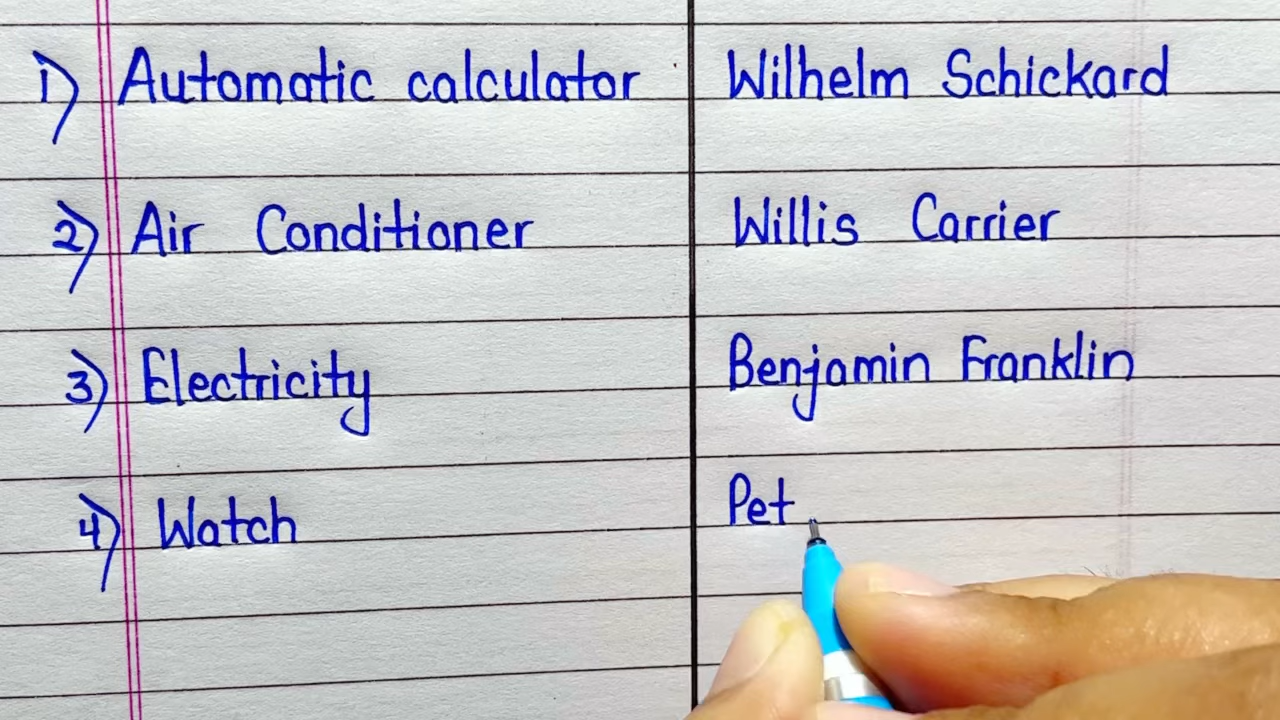 1) Automatic calculator Wilhelm Schickard
2) Air Conditioner Willis Carrier
3) Electricity Benjamin Franklin
4) Watch Pet